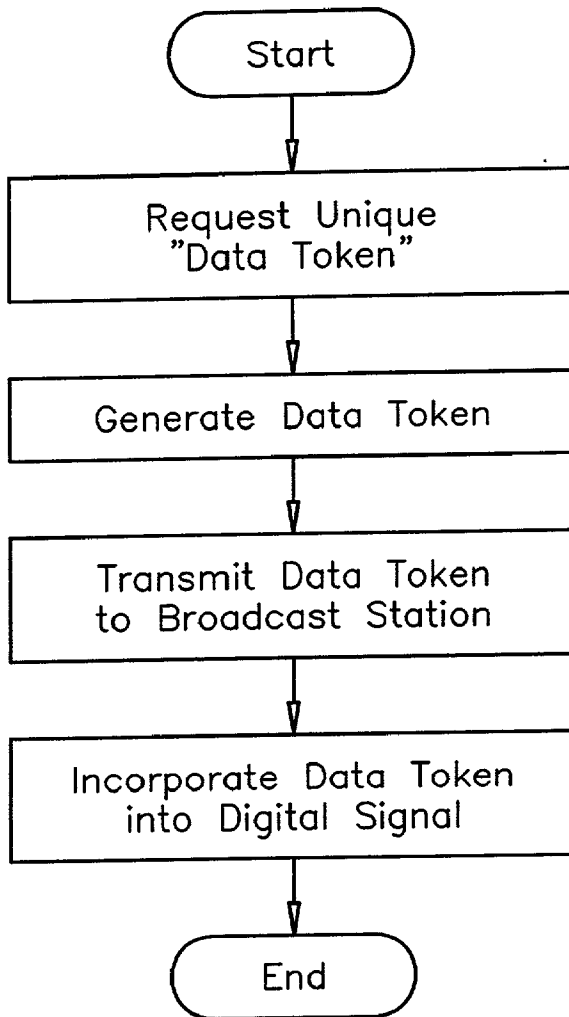 Start
Request Unique
"Data Token"
Generate Data Token
Transmit Data Token
to Broadcast Station
Incorporate Data Token
into Digital Signal
End